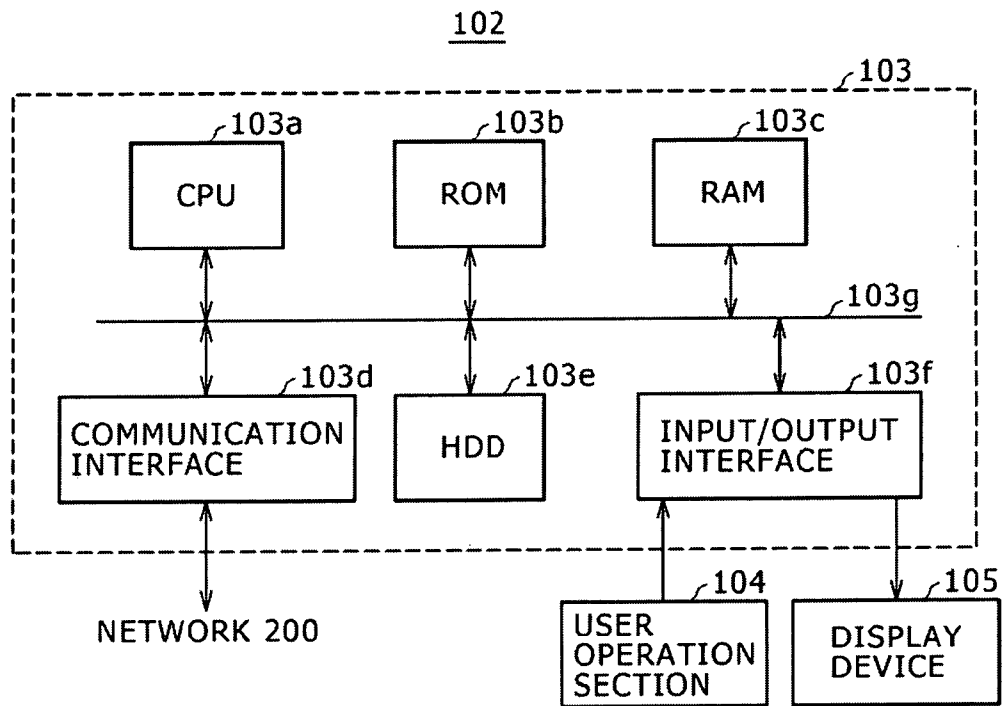 102
103
103a
103b
103c
CPU
ROM
RAM
103g
103d
103e
103f
COMMUNICATION
INTERFACE
HDD
INPUT/OUTPUT
INTERFACE
104
105
NETWORK 200
USER
OPERATION
SECTION
DISPLAY
DEVICE